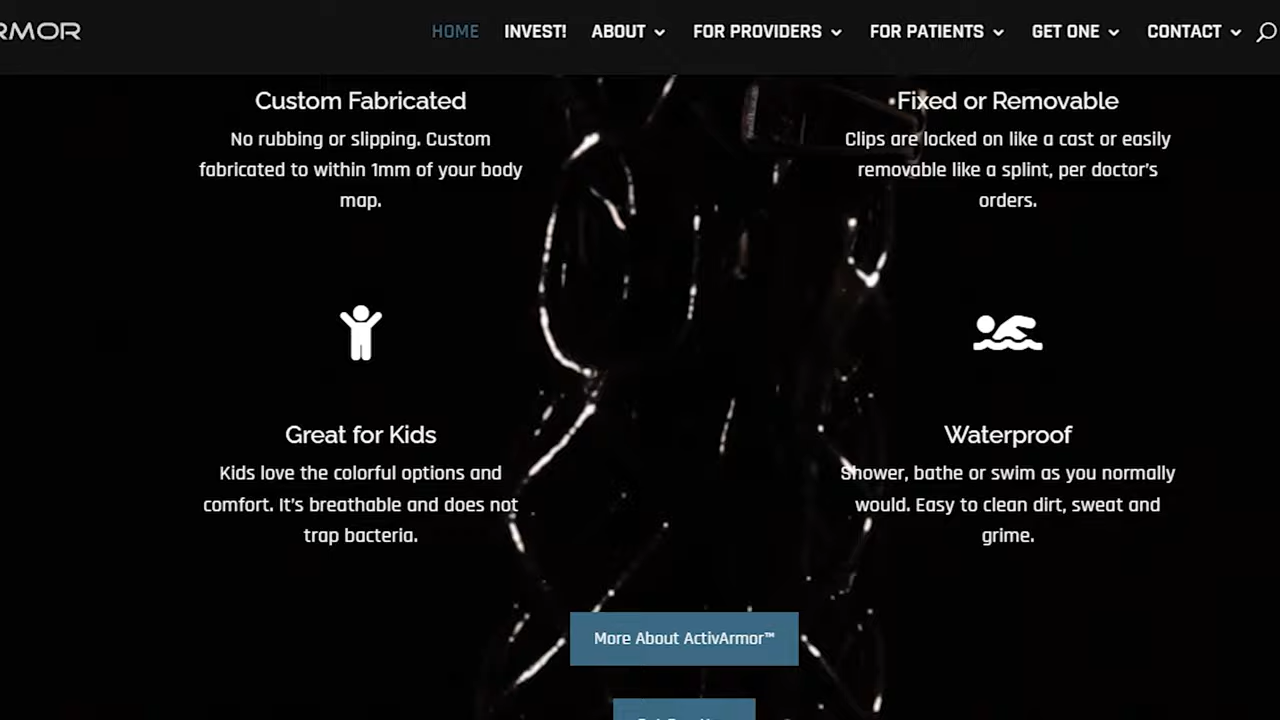 RMOR
HOME INVEST! ABOUT FOR PROVIDERS FOR PATIENTS GET ONE CONTACT
Custom Fabricated
No rubbing or slipping. Custom
fabricated to within 1mm of your body
map.
Fixed or Removable
Clips are locked on like a cast or easily
removable like a splint, per doctor's
orders.
Great for Kids
Kids love the colorful options and
comfort. It's breathable and does not
trap bacteria.
Waterproof
Shower, bathe or swim as you normally
would. Easy to clean dirt, sweat and
grime.
More About ActivArmor™